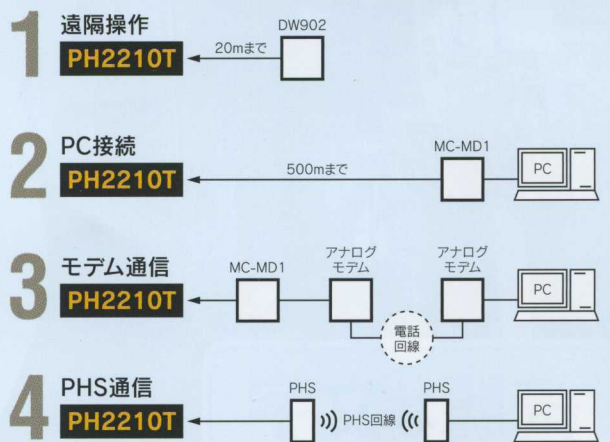 1
遠隔操作
PH2210T
20mまで
DW902
2
PC接続
PH2210T
500mまで
MC-MD1
PC
3
モデム通信
PH2210T
MC-MD1
アナログ
モデム
電話
回線
アナログ
モデム
PC
4
PHS通信
PH2210T
PHS
PHS回線
PHS
PC